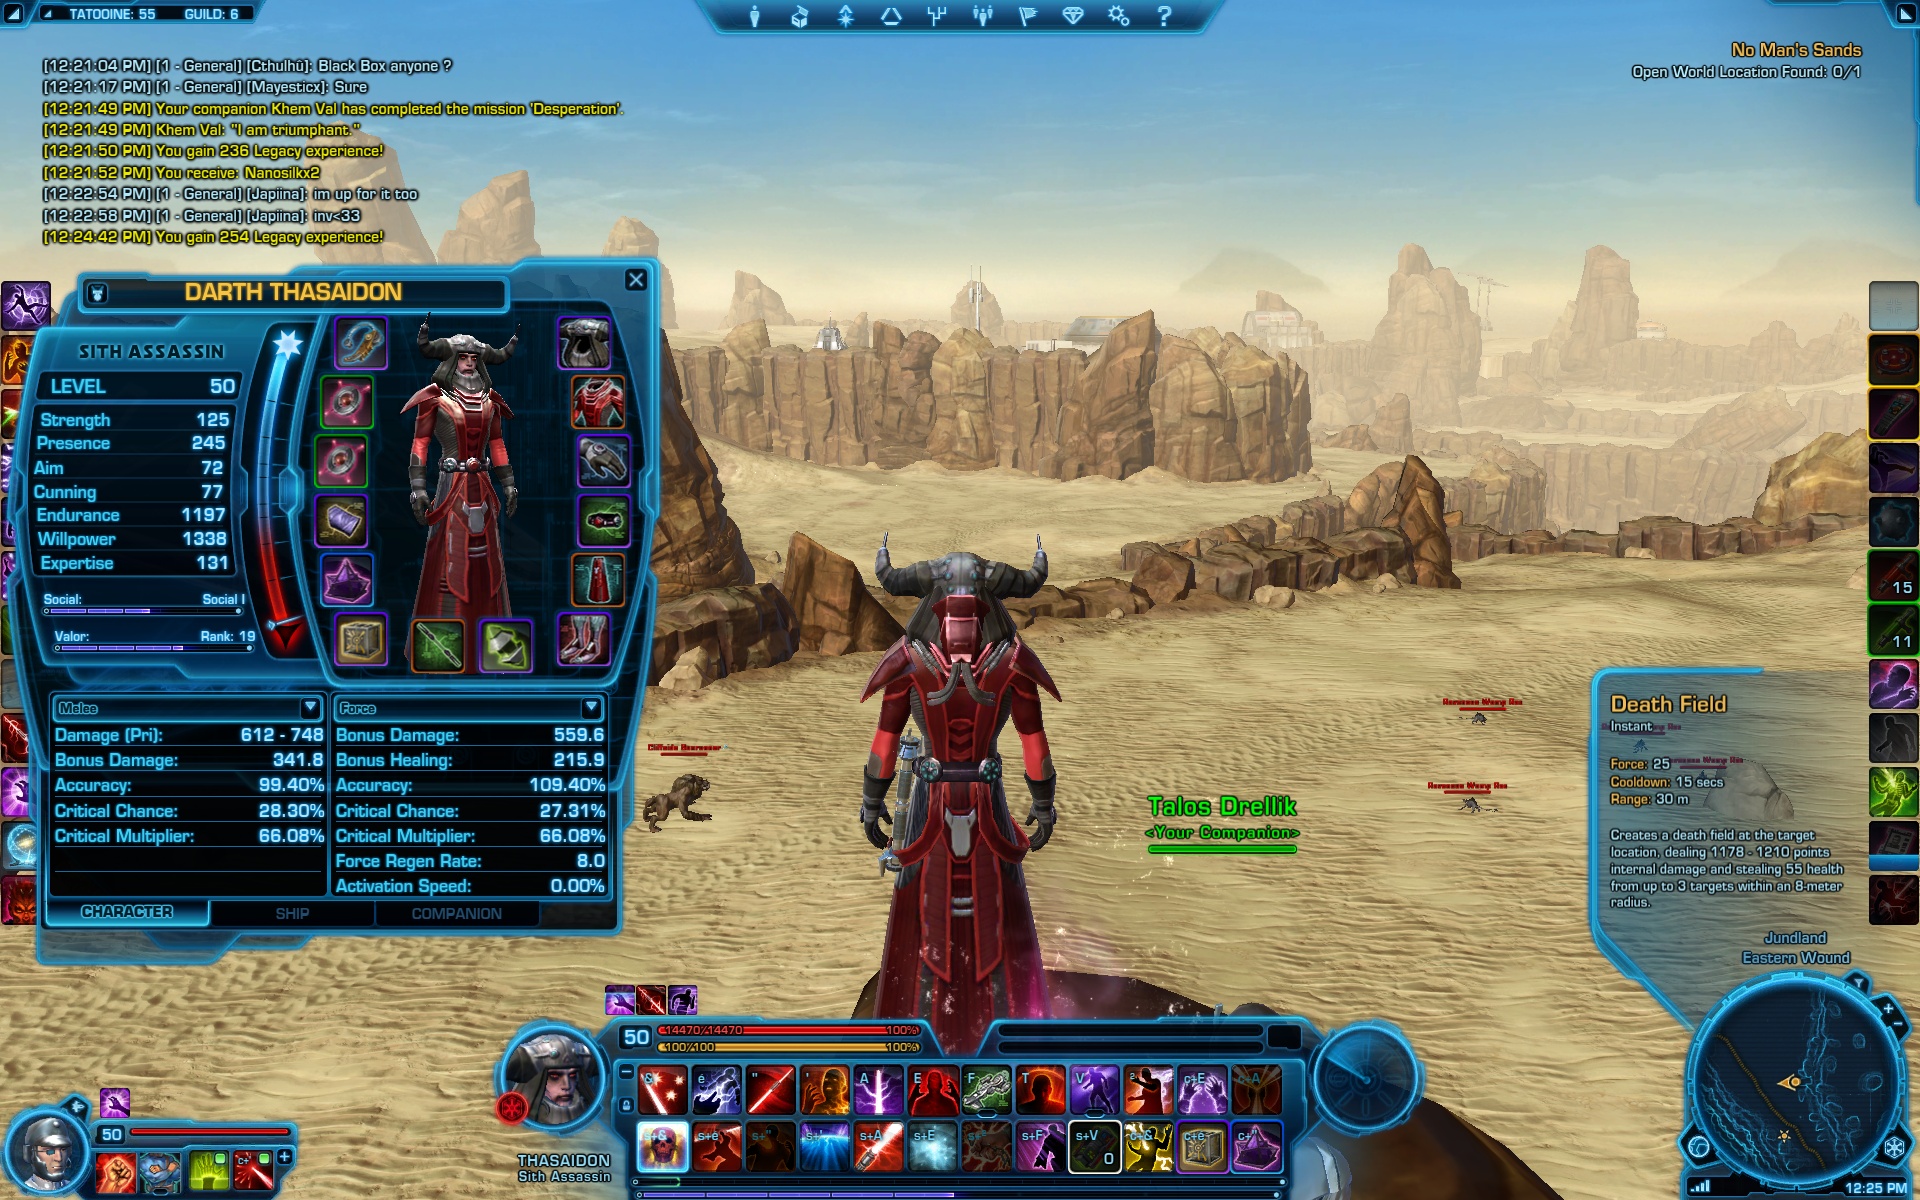 TATOOINE: 55 GUILD: 6
[12:21:04 PM] [1 - General] [Cthulhû]: Black Box anyone ?
[12:21:17 PM] [1 - General] [Mayesticx]: Sure
[12:21:49 PM] Your companion Khem Val has completed the mission 'Desperation'.
[12:21:49 PM] Khem Val: "I am triumphant."
[12:21:50 PM] You gain 236 Legacy experience!
[12:21:52 PM] You receive: Nanosilkx2
[12:22:54 PM] [1 - General] [Japiina]: im up for it too
[12:22:58 PM] [1 - General] [Japiina]: inv<33
[12:24:42 PM] You gain 254 Legacy experience!
No Man's Sands
Open World Location Found: 0/1
DARTH THASAIDON
SITH ASSASSIN
LEVEL 50
Strength 125
Presence 245
Aim 72
Cunning 77
Endurance 1197
Willpower 1338
Expertise 131
Social: Social I
Valor: Rank: 19
Melee
Damage (Pri): 612 - 748
Bonus Damage: 341.8
Accuracy: 99.40%
Critical Chance: 28.30%
Critical Multiplier: 66.08%
Force
Bonus Damage: 559.6
Bonus Healing: 215.9
Accuracy: 109.40%
Critical Chance: 27.31%
Critical Multiplier: 66.08%
Force Regen Rate: 8.0
Activation Speed: 0.00%
CHARACTER SHIP COMPANION
Talos Drellik
<Your Companion>
15
11
Death Field
Instant
Force: 25
Cooldown: 15 secs
Range: 30 m
Creates a death field at the target
location, dealing 1178 - 1210 points
internal damage and stealing 55 health
from up to 3 targets within an 8-meter
radius.
Jundland
Eastern Wound
50 14470/14470 100%
100/100 100%
& é " ' A E F T V ² c+E c+A
s+& s+é s+" s+' s+A s+E s+F s+V 0 c+& c+é c+"
THASAIDON
Sith Assassin
50
12:25 PM